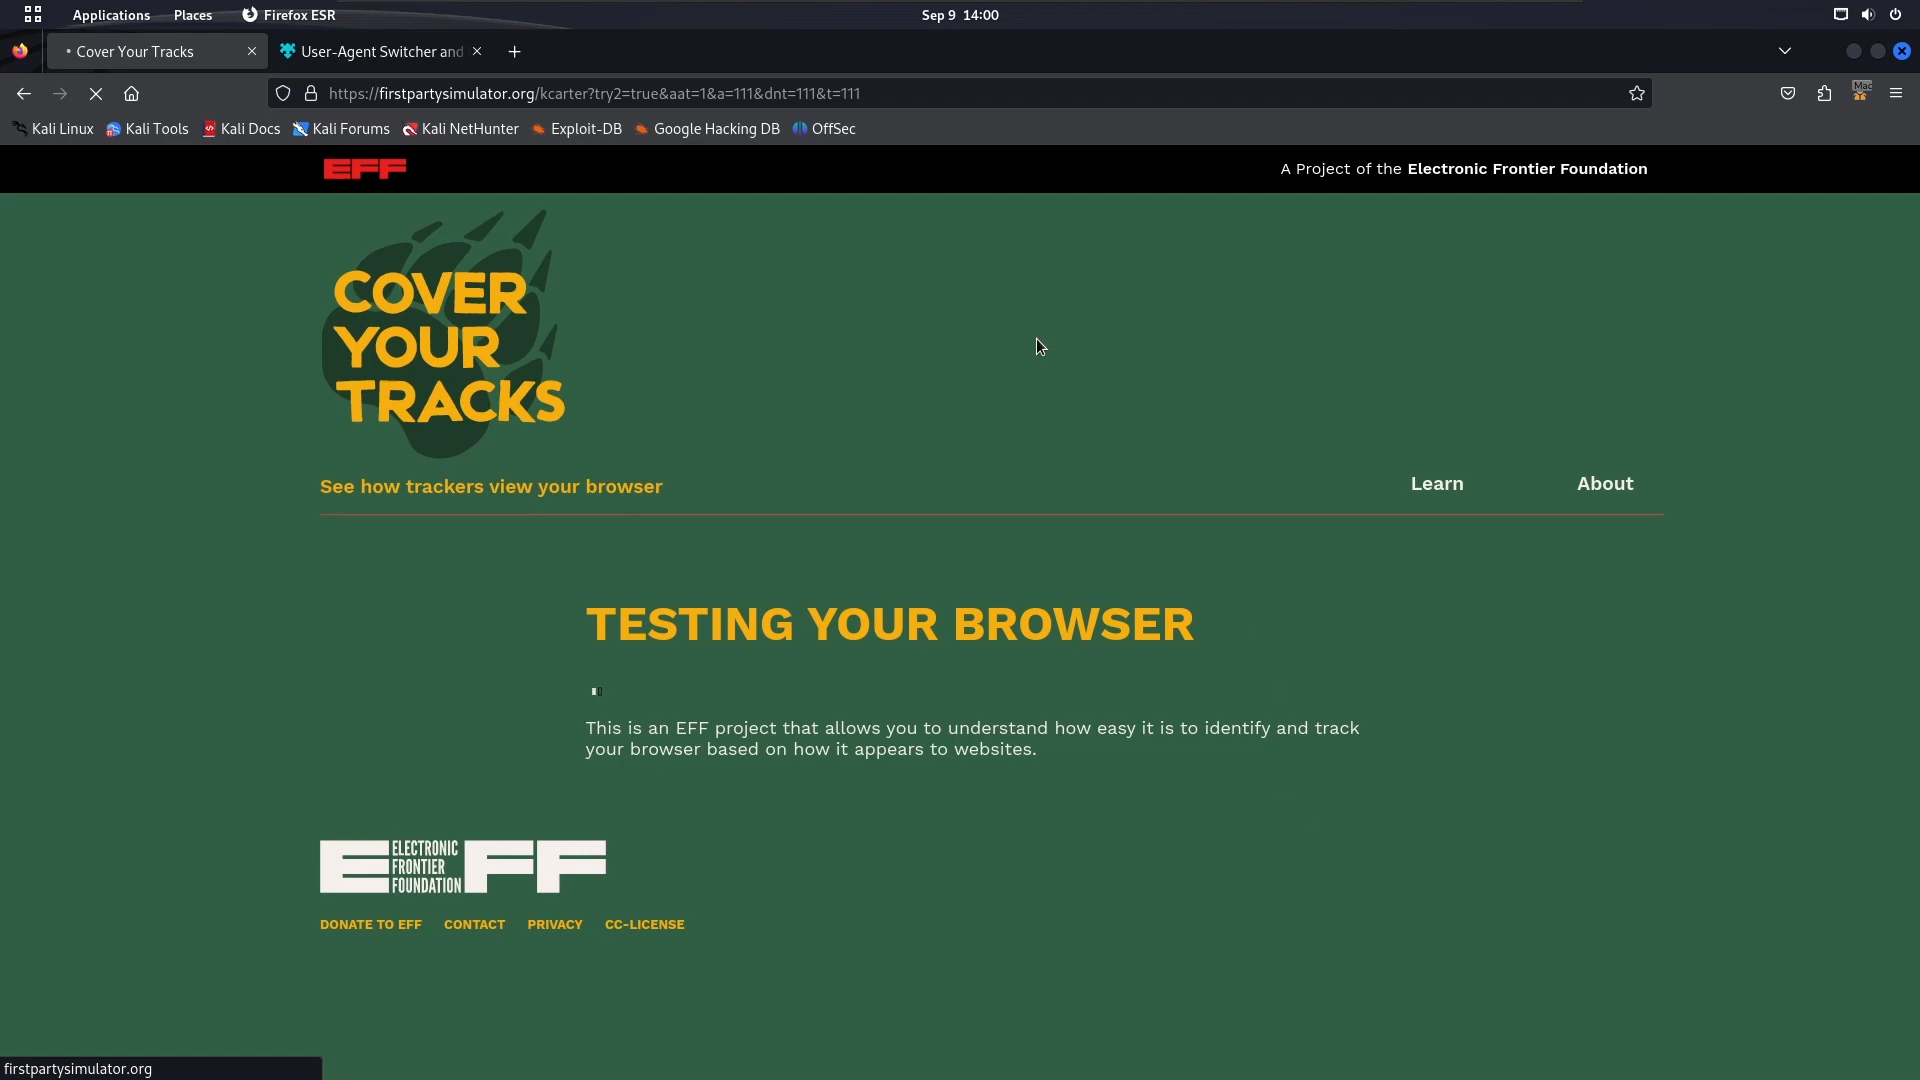 Applications Places Firefox ESR Sep 9 14:00
Cover Your Tracks User-Agent Switcher and
https://firstpartysimulator.org/kcarter?try2=true&aat=1&a=111&dnt=111&t=111 Mac
Kali Linux Kali Tools Kali Docs Kali Forums Kali NetHunter Exploit-DB Google Hacking DB OffSec
EFF A Project of the Electronic Frontier Foundation
COVER
YOUR
TRACKS
See how trackers view your browser Learn About
TESTING YOUR BROWSER
This is an EFF project that allows you to understand how easy it is to identify and track
your browser based on how it appears to websites.
EFF
ELECTRONIC
FRONTIER
FOUNDATION
DONATE TO EFF CONTACT PRIVACY CC-LICENSE
firstpartysimulator.org